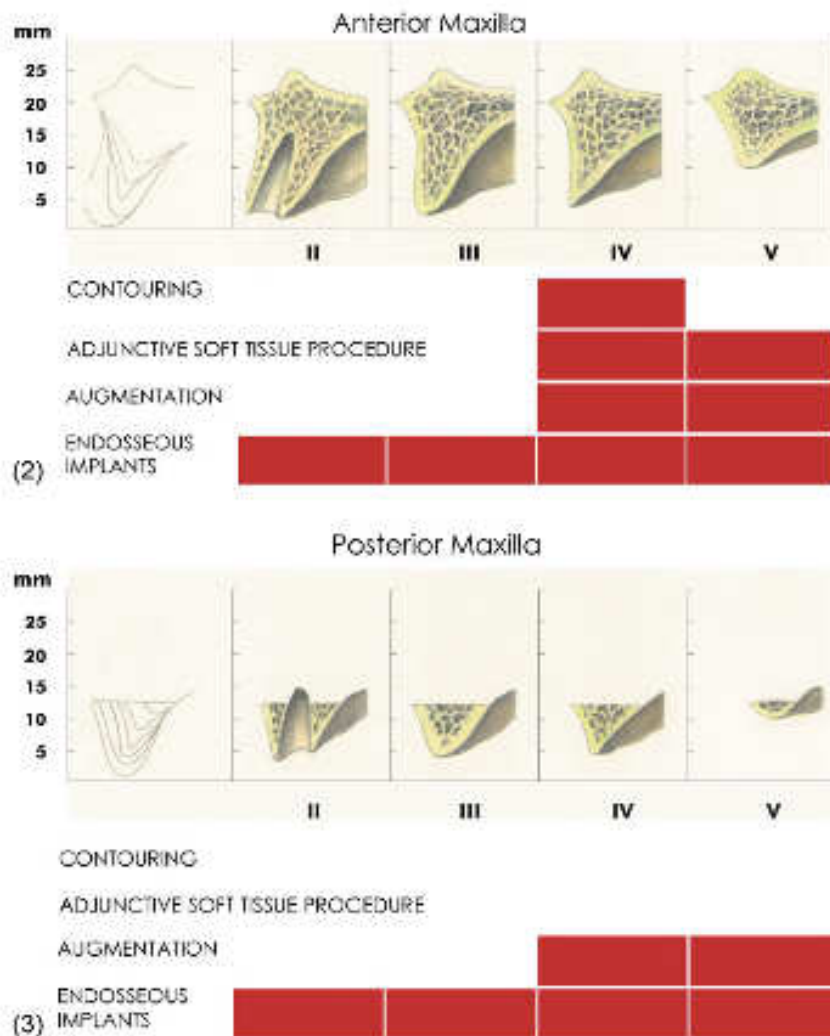 Anterior Maxilla
mm
25
20
15
10
5
II III IV V
CONTOURING
ADJUNCTIVE SOFT TISSUE PROCEDURE
AUGMENTATION
ENDOSSEOUS
IMPLANTS
(2)
Posterior Maxilla
mm
25
20
15
10
5
II III IV V
CONTOURING
ADJUNCTIVE SOFT TISSUE PROCEDURE
AUGMENTATION
ENDOSSEOUS
IMPLANTS
(3)